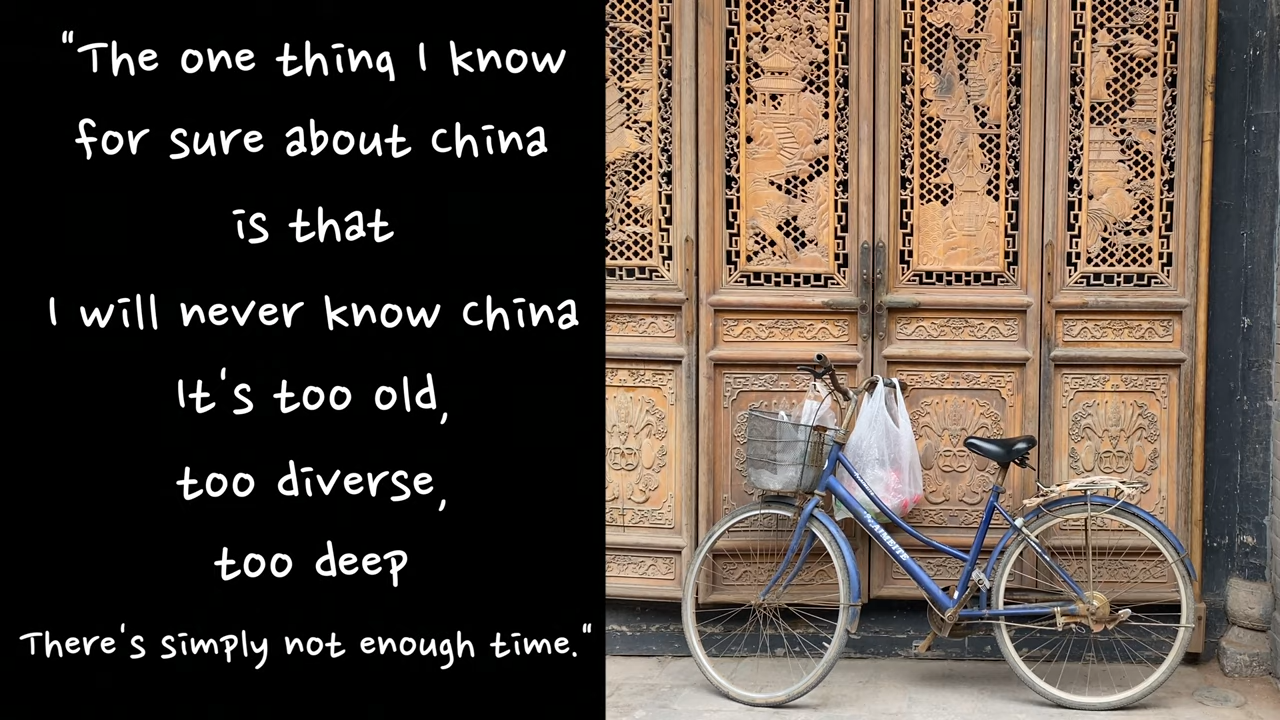 "The one thing I know
for sure about china
is that
I will never know china
It's too old,
too diverse,
too deep
There's simply not enough time."